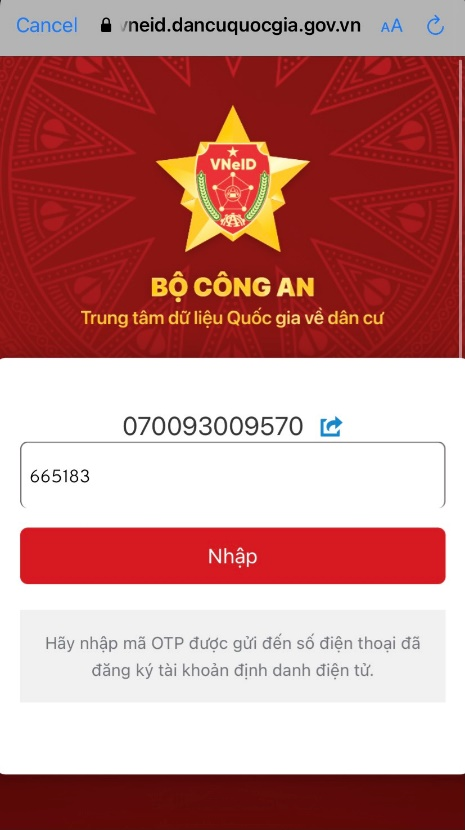 Cancel vneid.dancuquocgia.gov.vn AA
VNeID
BỘ CÔNG AN
Trung tâm dữ liệu Quốc gia về dân cư
070093009570
665183
Nhập
Hãy nhập mã OTP được gửi đến số điện thoại đã
đăng ký tài khoản định danh điện tử.